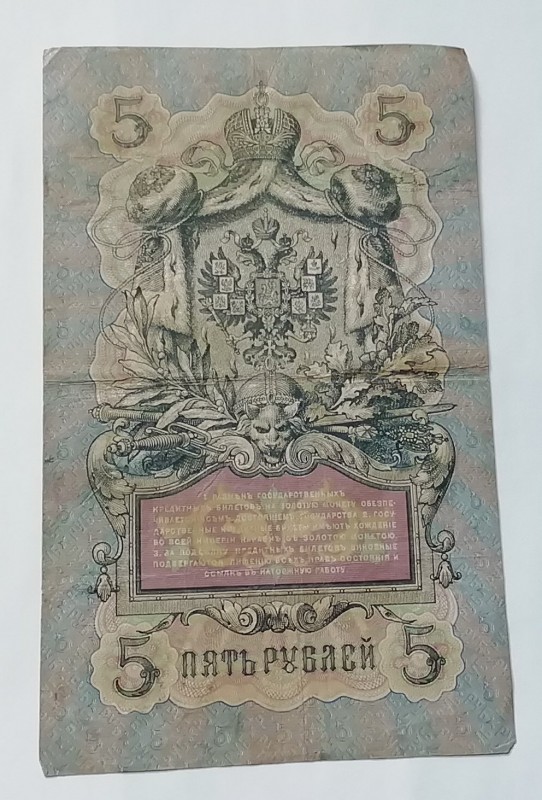 5 5
1. РАЗМѢНЪ ГОСУДАРСТВЕННЫХЪ
КРЕДИТНЫХЪ БИЛЕТОВЪ НА ЗОЛОТУЮ МОНЕТУ ОБЕЗПЕ-
ЧИВАЕТСЯ ВСѢМЪ ДОСТОЯНІЕМЪ ГОСУДАРСТВА. 2. ГОСУ-
ДАРСТВЕННЫЕ КРЕДИТНЫЕ БИЛЕТЫ ИМѢЮТЪ ХОЖДЕНІЕ
ВО ВСЕЙ ИМПЕРІИ НАРАВНѢ СЪ ЗОЛОТОЮ МОНЕТОЮ.
3. ЗА ПОДДѢЛКУ КРЕДИТНЫХЪ БИЛЕТОВЪ ВИНОВНЫЕ
ПОДВЕРГАЮТСЯ ЛИШЕНІЮ ВСѢХЪ ПРАВЪ СОСТОЯНІЯ И
ССЫЛКѢ ВЪ КАТОРЖНУЮ РАБОТУ.
5 ПЯТЬ РУБЛЕЙ 5